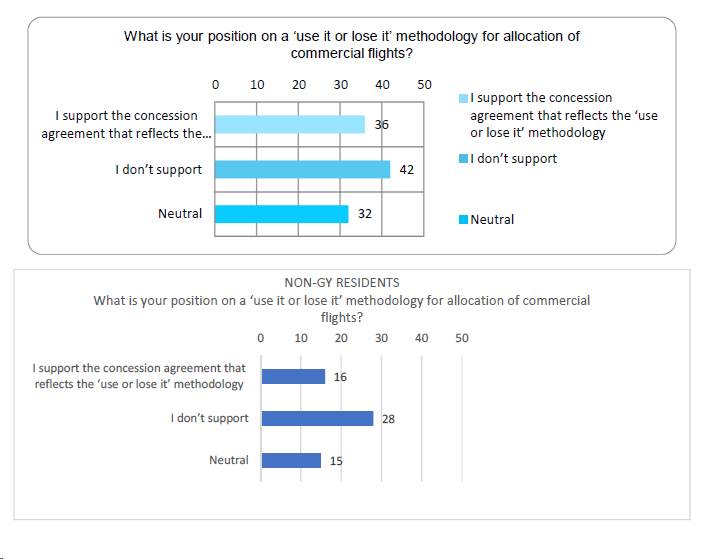 What is your position on a ‘use it or lose it’ methodology for allocation of
commercial flights?
0 10 20 30 40 50
I support the concession
agreement that reflects the...
36
I don’t support
42
Neutral
32
I support the concession
agreement that reflects the ‘use
or lose it’ methodology
I don’t support
Neutral
NON-GY RESIDENTS
What is your position on a ‘use it or lose it’ methodology for allocation of commercial
flights?
0 10 20 30 40 50
I support the concession agreement that
reflects the ‘use or lose it’ methodology
16
I don’t support
28
Neutral
15